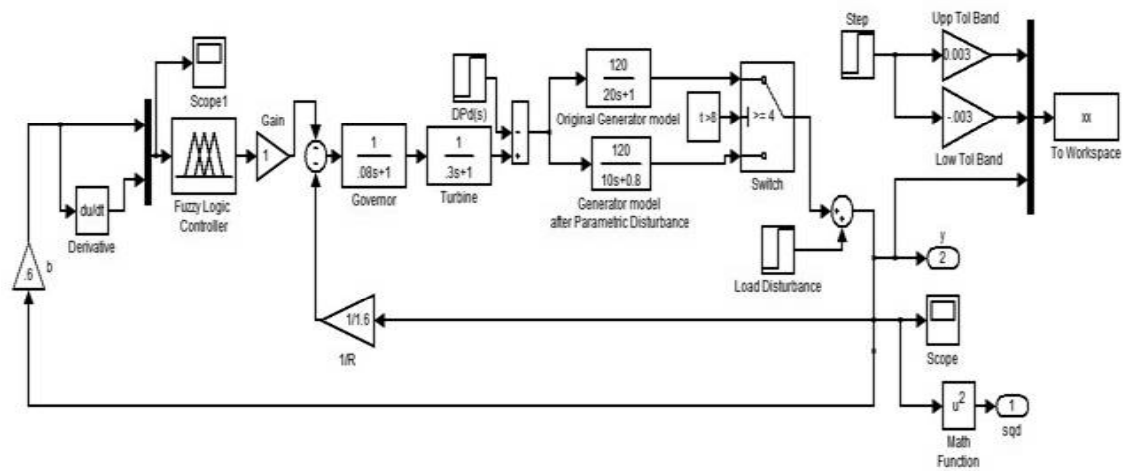 Step
Upp Tol Band
0.003
Scope1
DPd(s)
120
20s+1
Original Generator model
t >8
>= 4
-.003
Low Tol Band
xx
To Workspace
Gain
1
Fuzzy Logic
Controller
1
.08s+1
Governor
1
.3s+1
Turbine
-
+
120
10s+0.8
Generator model
after Parametric Disturbance
Switch
du/dt
Derivative
.6
b
-
-
+
+
Load Disturbance
y
2
1/1.6
1/R
Scope
u2
Math
Function
1
sqd